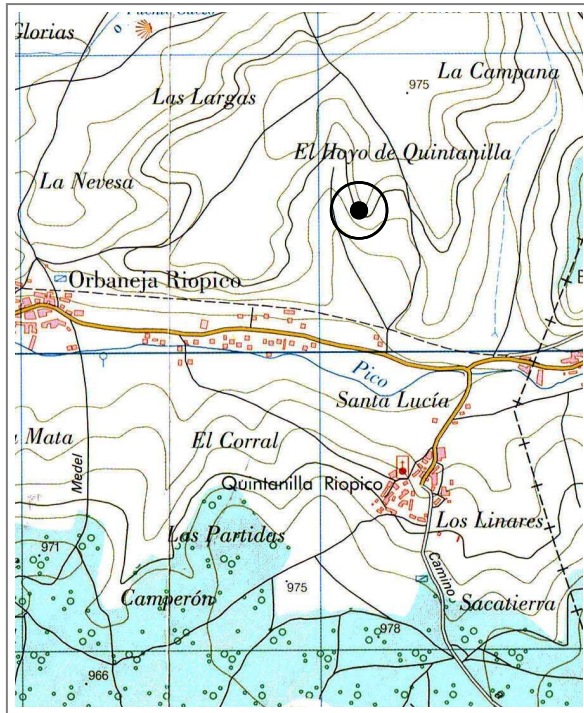 Glorias
Las Largas
La Campana
975
El Hoyo de Quintanilla
La Nevesa
Orbaneja Riopico
Pico
Santa Lucía
Mata
El Corral
Medel
Quintanilla Riopico
Las Partidas
Los Linares
971
Camino
Camperón
975
Sacatierra
978
966